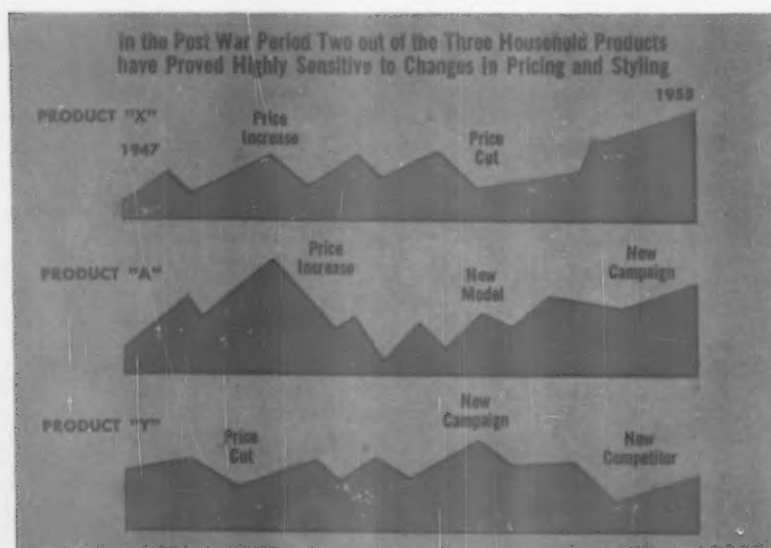 In the Post War Period Two out of the Three Household Products
have Proved Highly Sensitive to Changes in Pricing and Styling
1955
PRODUCT "X"
1947
Price
Increase
Price
Cut
PRODUCT "A"
Price
Increase
New
Model
New
Campaign
PRODUCT "Y"
Price
Cut
New
Campaign
New
Competitor